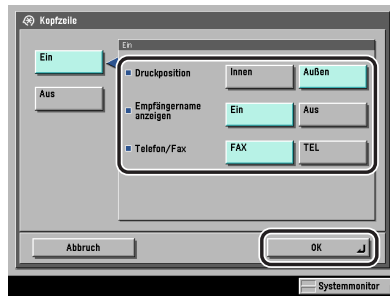 Kopfzeile
Ein
Aus
Ein
Druckposition Innen Außen
Empfängername
anzeigen Ein Aus
Telefon/Fax FAX TEL
Abbruch OK
Systemmonitor